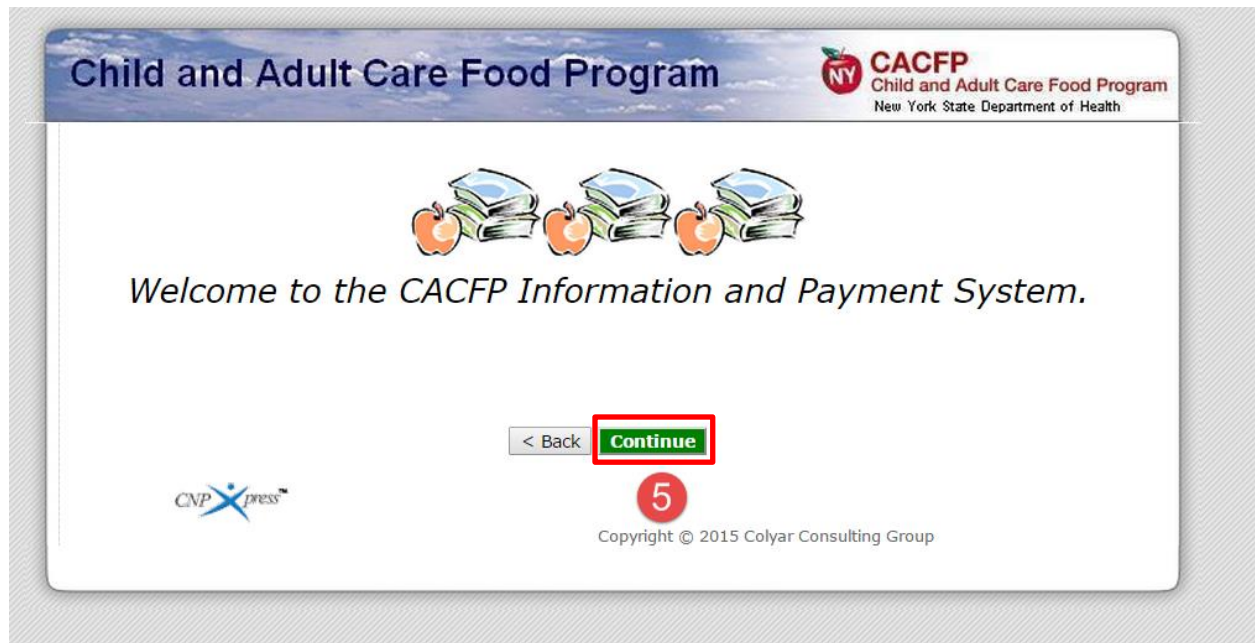 Child and Adult Care Food Program
NY
CACFP
Child and Adult Care Food Program
New York State Department of Health
Welcome to the CACFP Information and Payment System.
< Back Continue
5
CNP Xpress™
Copyright © 2015 Colyar Consulting Group